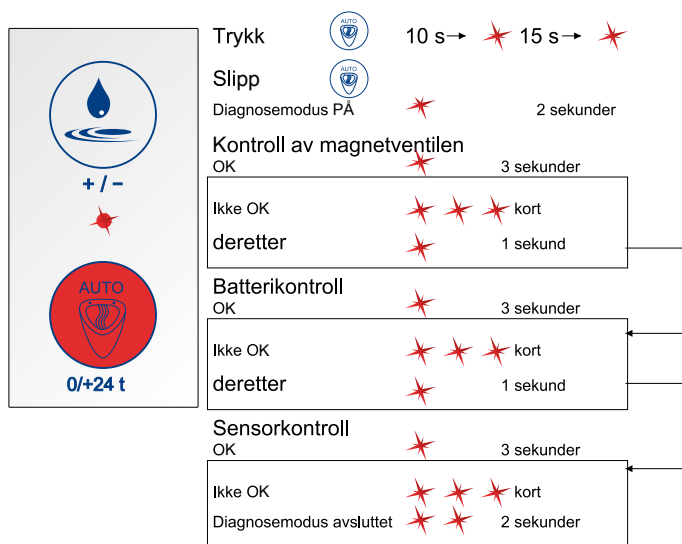 + / −
AUTO
0/+24 t
Trykk AUTO 10 s 15 s
Slipp AUTO
Diagnosemodus PÅ 2 sekunder
Kontroll av magnetventilen
OK 3 sekunder
Ikke OK kort
deretter 1 sekund
Batterikontroll
OK 3 sekunder
Ikke OK kort
deretter 1 sekund
Sensorkontroll
OK 3 sekunder
Ikke OK kort
Diagnosemodus avsluttet 2 sekunder